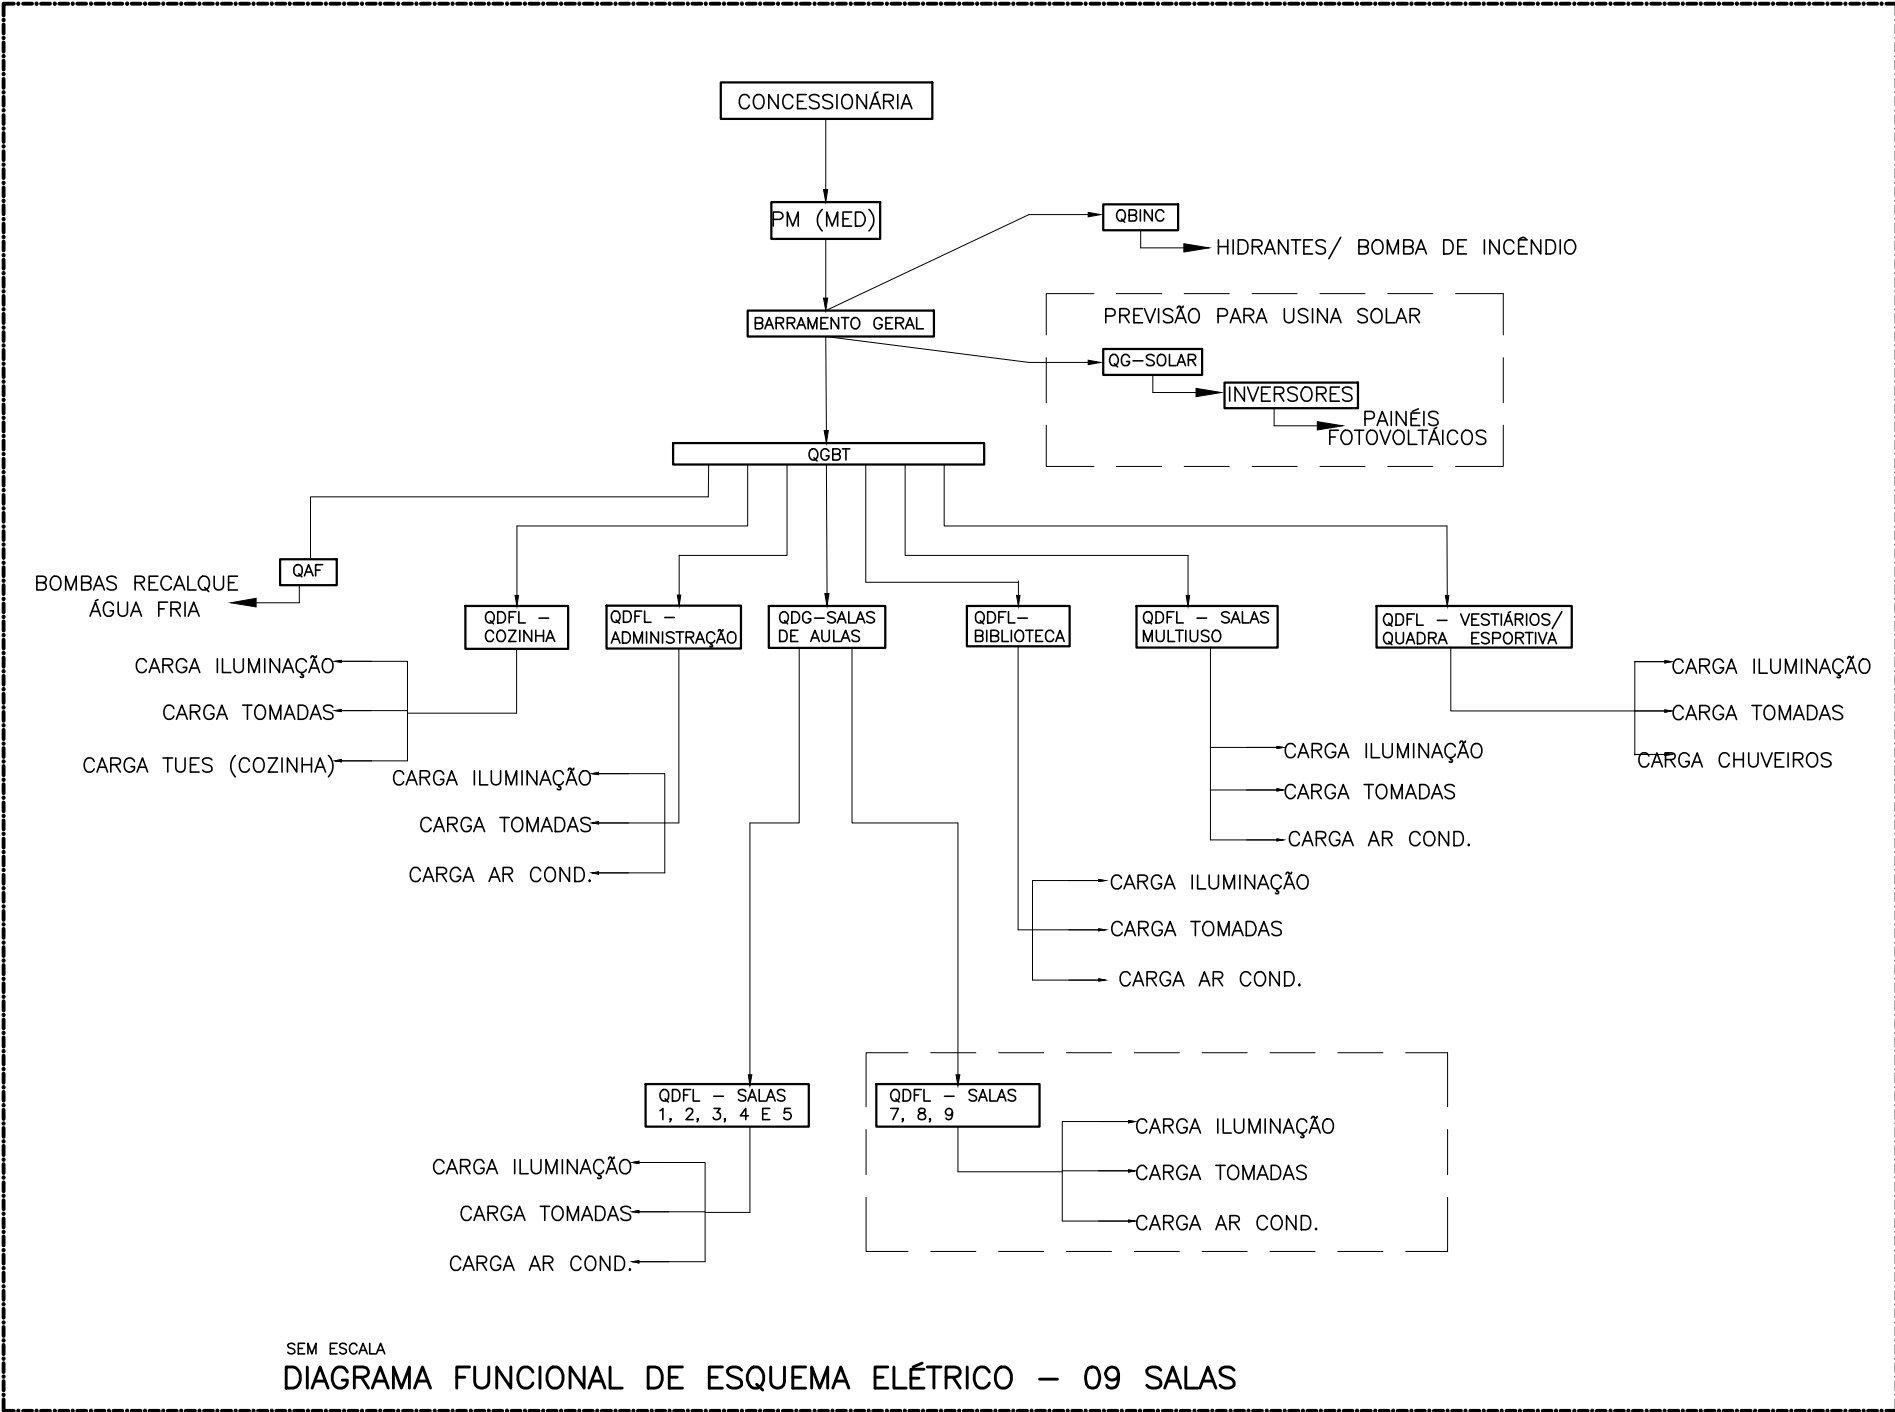 CONCESSIONÁRIA
PM (MED)
QBINC
HIDRANTES/ BOMBA DE INCÊNDIO
BARRAMENTO GERAL
PREVISÃO PARA USINA SOLAR
QG-SOLAR
INVERSORES
PAINÉIS
FOTOVOLTÁICOS
QGBT
QAF
BOMBAS RECALQUE
ÁGUA FRIA
QDFL -
COZINHA
QDFL -
ADMINISTRAÇÃO
QDG-SALAS
DE AULAS
QDFL-
BIBLIOTECA
QDFL - SALAS
MULTIUSO
QDFL - VESTIÁRIOS/
QUADRA ESPORTIVA
CARGA ILUMINAÇÃO
CARGA TOMADAS
CARGA TUES (COZINHA)
CARGA ILUMINAÇÃO
CARGA TOMADAS
CARGA AR COND.
CARGA ILUMINAÇÃO
CARGA TOMADAS
CARGA AR COND.
CARGA ILUMINAÇÃO
CARGA TOMADAS
CARGA CHUVEIROS
CARGA ILUMINAÇÃO
CARGA TOMADAS
CARGA AR COND.
QDFL - SALAS
1, 2, 3, 4 E 5
QDFL - SALAS
7, 8, 9
CARGA ILUMINAÇÃO
CARGA TOMADAS
CARGA AR COND.
CARGA ILUMINAÇÃO
CARGA TOMADAS
CARGA AR COND.
SEM ESCALA
DIAGRAMA FUNCIONAL DE ESQUEMA ELÉTRICO - 09 SALAS